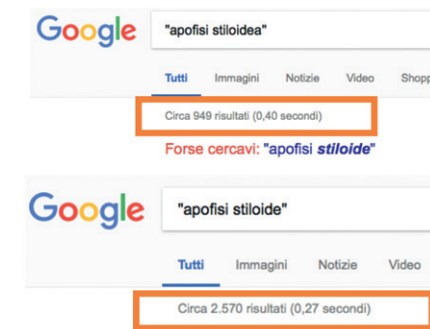 Google "apofisi stiloidea"
Tutti Immagini Notizie Video Shopp
Circa 949 risultati (0,40 secondi)
Forse cercavi: "apofisi stiloide"
Google "apofisi stiloide"
Tutti Immagini Notizie Video
Circa 2.570 risultati (0,27 secondi)